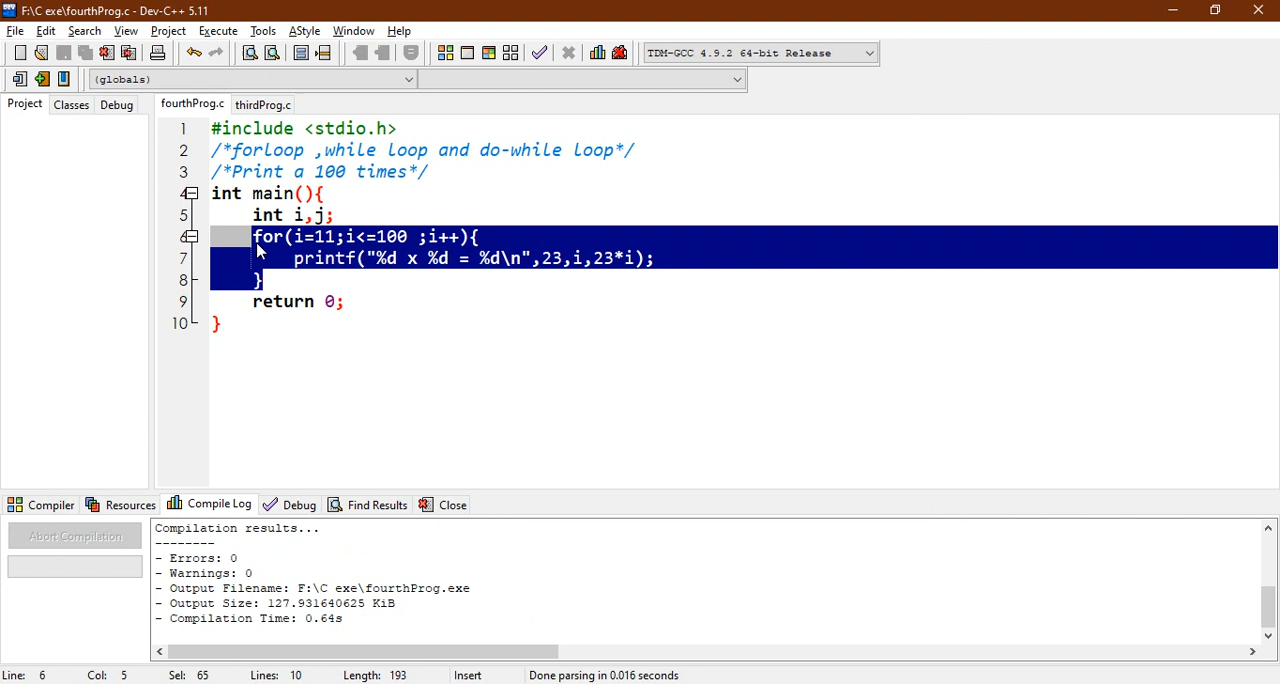 F:\C exe\fourthProg.c - Dev-C++ 5.11
File Edit Search View Project Execute Tools AStyle Window Help
TDM-GCC 4.9.2 64-bit Release
(globals)
Project Classes Debug fourthProg.c thirdProg.c
1 #include <stdio.h>
2 /*forloop ,while loop and do-while loop*/
3 /*Print a 100 times*/
4 int main(){
5 int i,j;
6 for(i=11;i<=100 ;i++){
7 printf("%d x %d = %d\n",23,i,23*i);
8 }
9 return 0;
10 }
Compiler Resources Compile Log Debug Find Results Close
Abort Compilation
Compilation results...
--------
- Errors: 0
- Warnings: 0
- Output Filename: F:\C exe\fourthProg.exe
- Output Size: 127.931640625 KiB
- Compilation Time: 0.64s
Line: 6 Col: 5 Sel: 65 Lines: 10 Length: 193 Insert Done parsing in 0.016 seconds